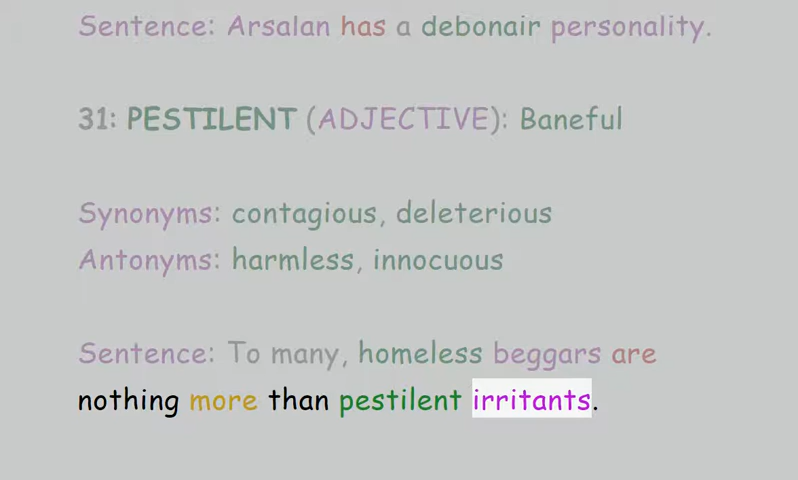 Sentence: Arsalan has a debonair personality.
31: PESTILENT (ADJECTIVE): Baneful
Synonyms: contagious, deleterious
Antonyms: harmless, innocuous
Sentence: To many, homeless beggars are
nothing more than pestilent irritants.